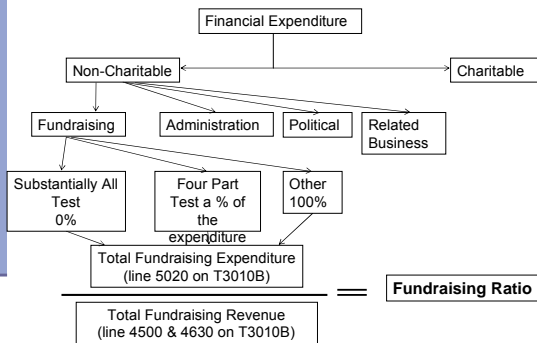 Financial Expenditure
Non-Charitable
Charitable
Fundraising
Administration
Political
Related
Business
Substantially All
Test
0%
Four Part
Test a % of
the
expenditure
Other
100%
Total Fundraising Expenditure
(line 5020 on T3010B)
Total Fundraising Revenue
(line 4500 & 4630 on T3010B)
=
Fundraising Ratio